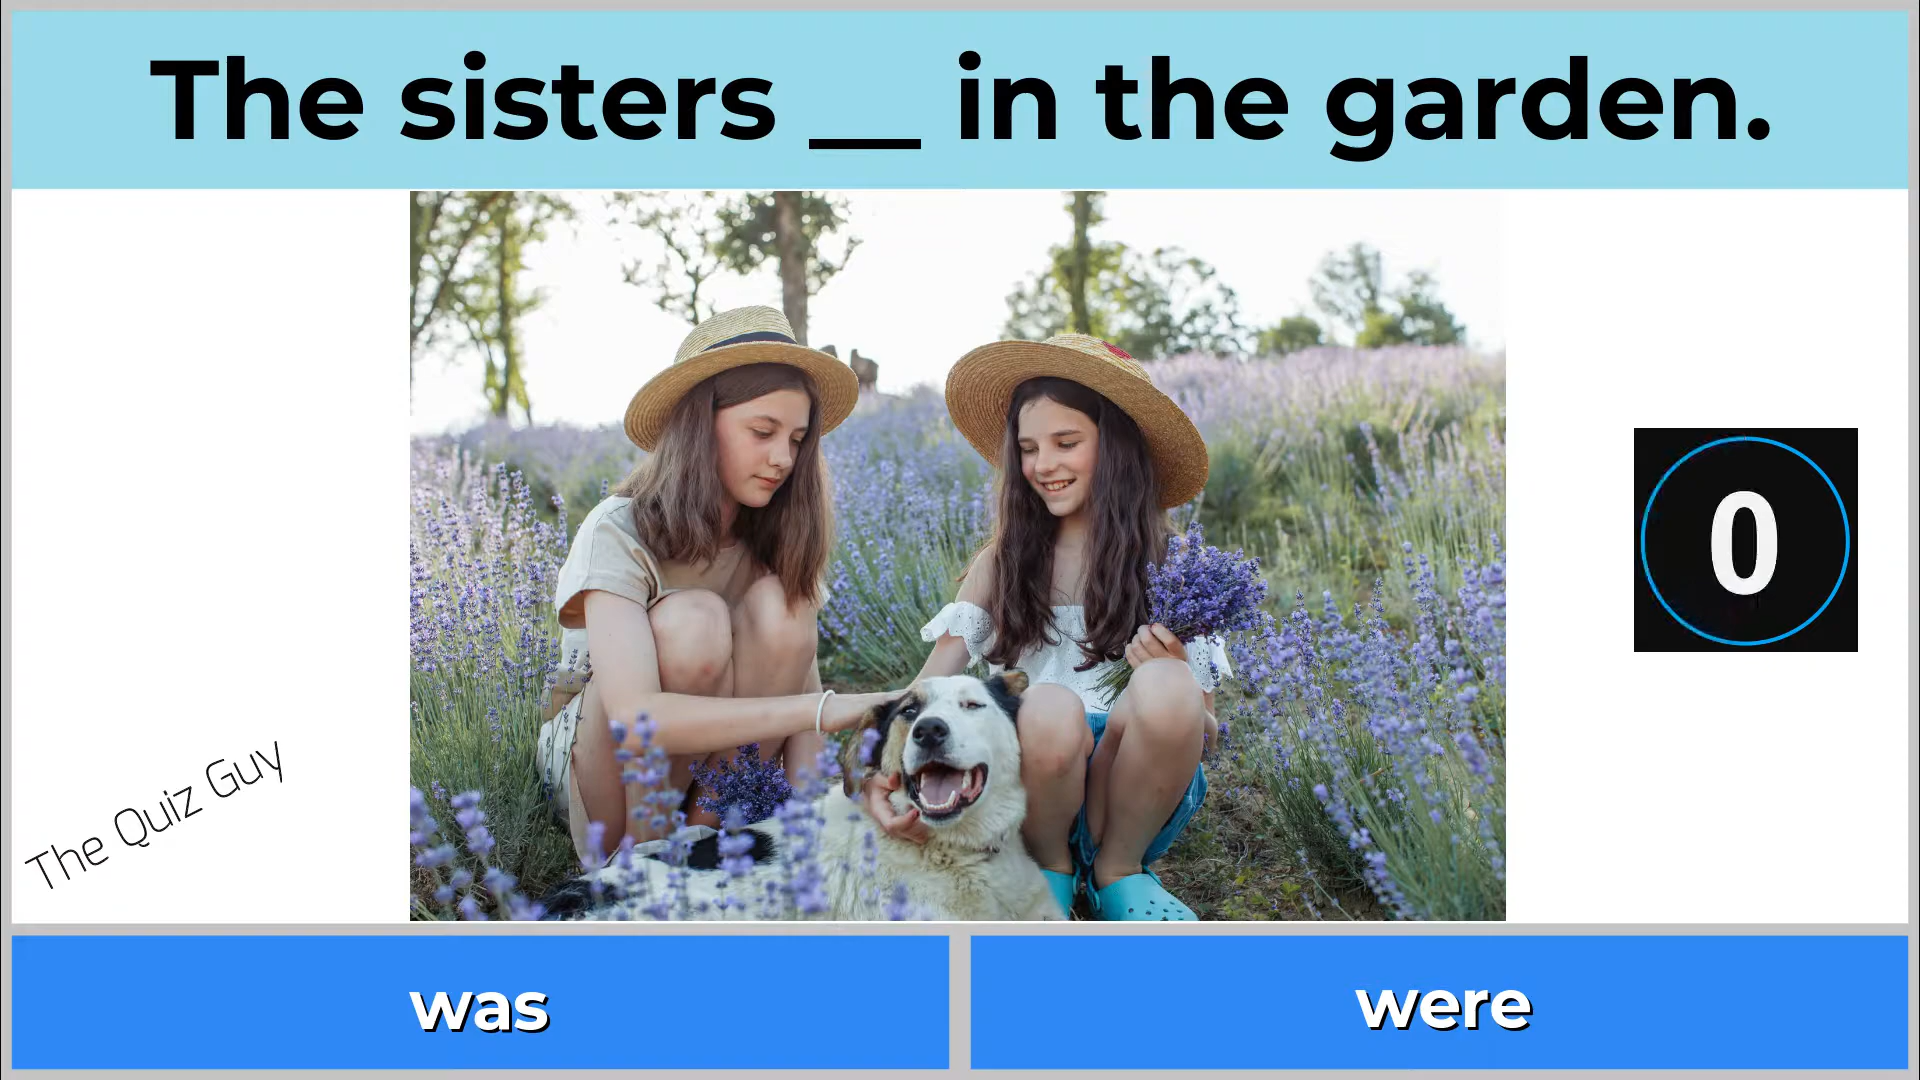 The sisters __ in the garden.
0
The Quiz Guy
was
were